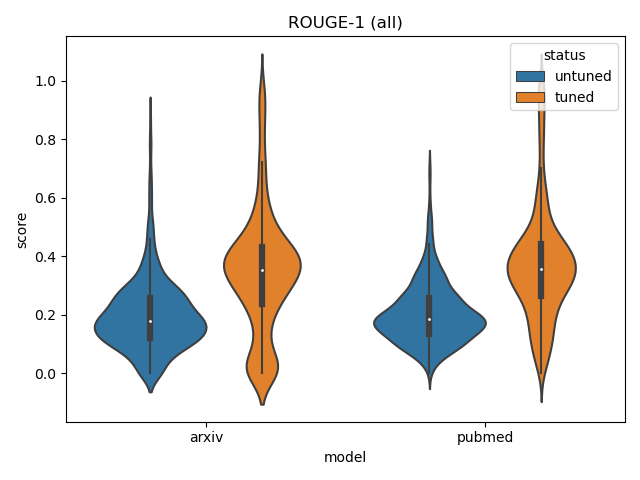 ROUGE-1 (all)
status
untuned
tuned
1.0
0.8
0.6
0.4
0.2
0.0
score
arxiv
pubmed
model